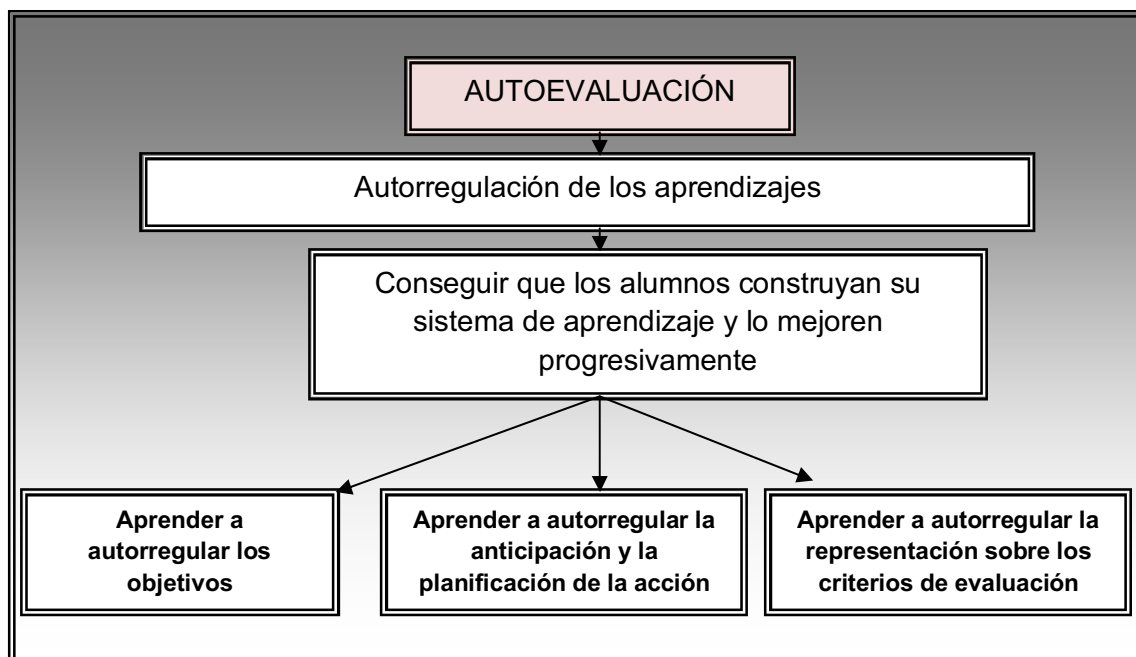 AUTOEVALUACIÓN
Autorregulación de los aprendizajes
Conseguir que los alumnos construyan su
sistema de aprendizaje y lo mejoren
progresivamente
Aprender a
autorregular los
objetivos
Aprender a autorregular la
anticipación y la
planificación de la acción
Aprender a autorregular la
representación sobre los
criterios de evaluación